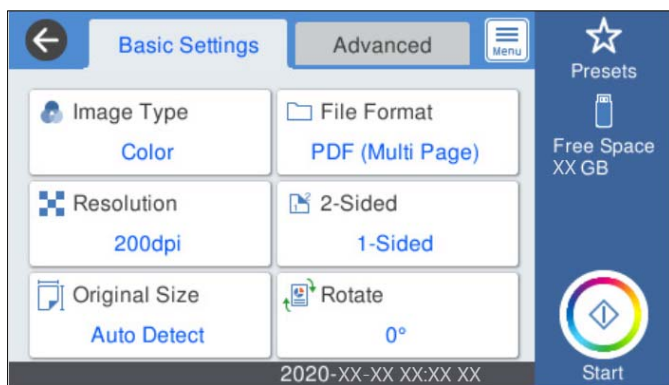 Basic Settings
Advanced
Menu
Presets
Image Type
Color
File Format
PDF (Multi Page)
Free Space
XX GB
Resolution
200dpi
2-Sided
1-Sided
Original Size
Auto Detect
Rotate
0°
2020-XX-XX XX:XX XX
Start